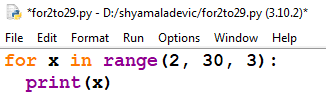 *for2to29.py - D:/shyamaladevic/for2to29.py (3.10.2)*
File Edit Format Run Options Window Help
for x in range(2, 30, 3):
  print(x)